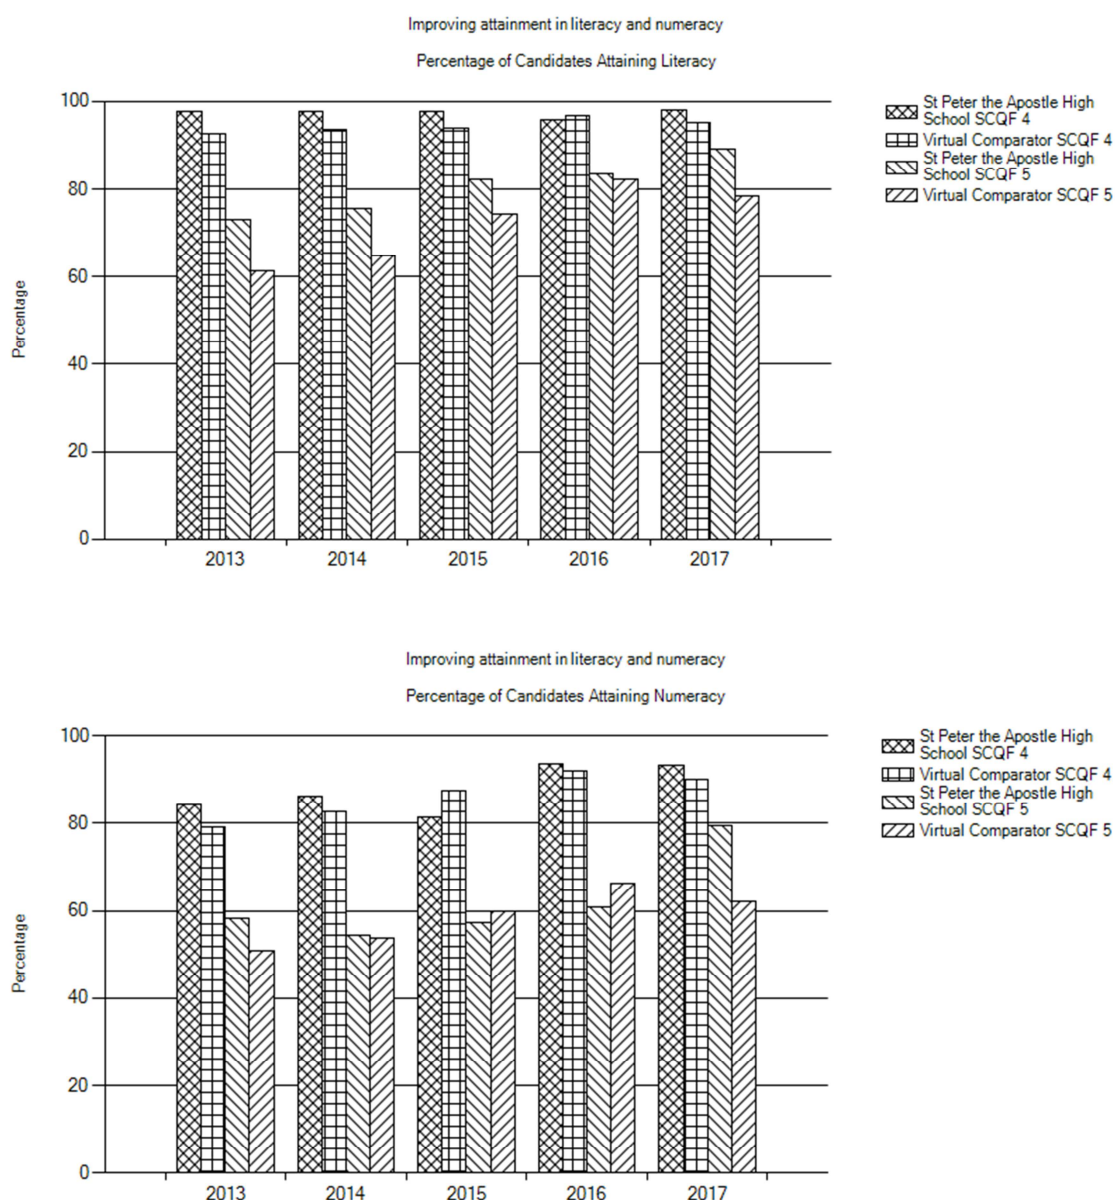 Improving attainment in literacy and numeracy
Percentage of Candidates Attaining Literacy
100
80
60
40
20
0
Percentage
2013
2014
2015
2016
2017
St Peter the Apostle High
School SCQF 4
Virtual Comparator SCQF 4
St Peter the Apostle High
School SCQF 5
Virtual Comparator SCQF 5
Improving attainment in literacy and numeracy
Percentage of Candidates Attaining Numeracy
100
80
60
40
20
0
Percentage
2013
2014
2015
2016
2017
St Peter the Apostle High
School SCQF 4
Virtual Comparator SCQF 4
St Peter the Apostle High
School SCQF 5
Virtual Comparator SCQF 5